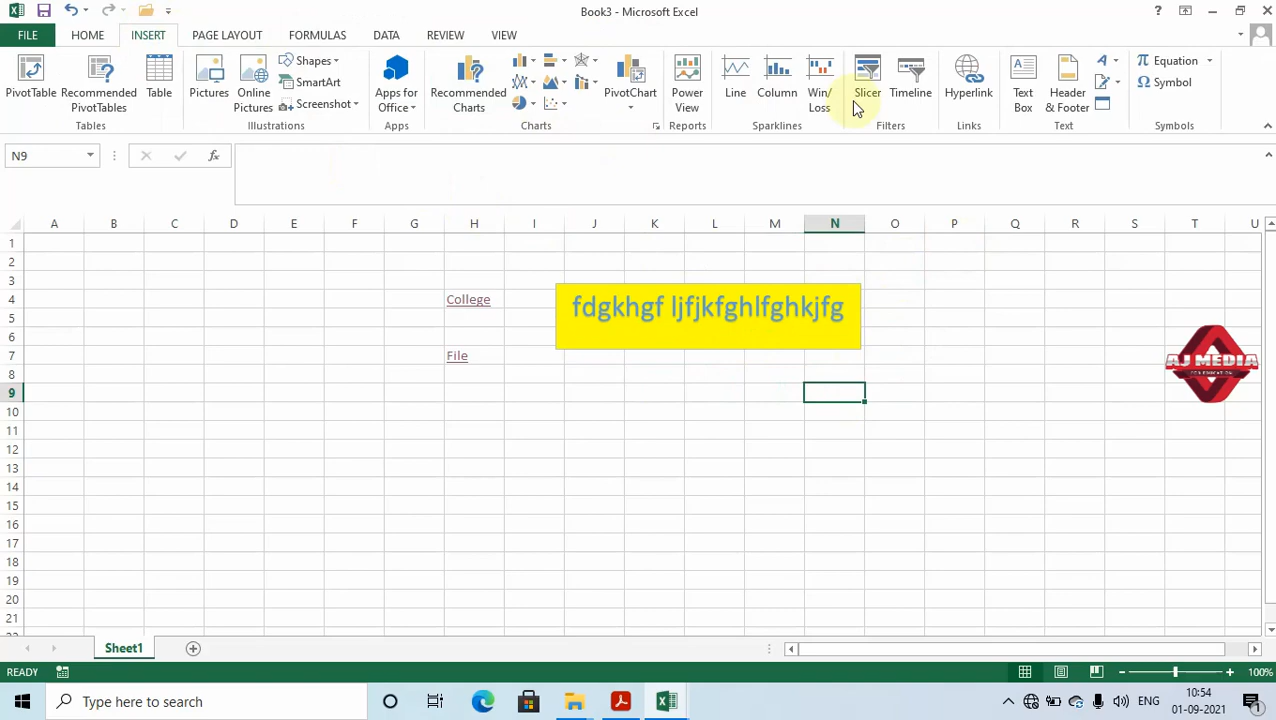 Book3 - Microsoft Excel
FILE HOME INSERT PAGE LAYOUT FORMULAS DATA REVIEW VIEW
PivotTable
Recommended PivotTables
Table
Tables
Pictures
Online Pictures
Shapes
SmartArt
Screenshot
Illustrations
Apps for Office
Apps
Recommended Charts
Charts
PivotChart
Power View
Reports
Line
Column
Win/ Loss
Sparklines
Slicer
Timeline
Filters
Hyperlink
Links
Text Box
Header & Footer
Text
Equation
Symbol
Symbols
N9
A B C D E F G H I J K L M N O P Q R S T U
1
2
3
4 College fdgkhgf ljfjkfghlfghkjfg
5
6
7 File
AJ MEDIA
FOR EDUCATION
8
9
10
11
12
13
14
15
16
17
18
19
20
21
22
Sheet1
READY 100%
Type here to search
ENG
10:54
01-09-2021
1